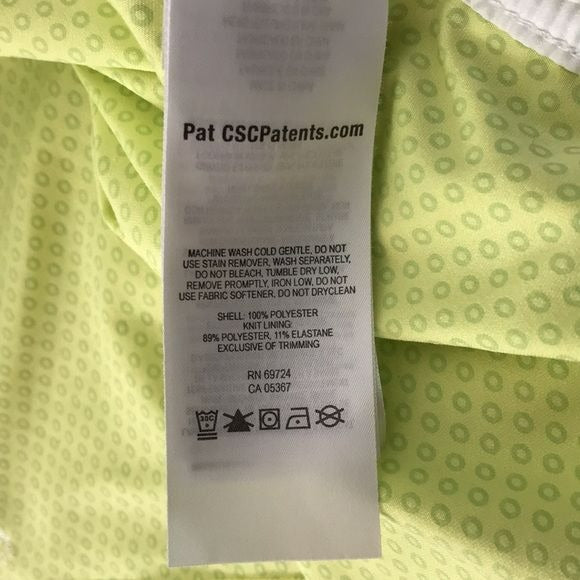 Pat CSCPatents.com
MACHINE WASH COLD GENTLE, DO NOT
USE STAIN REMOVER, WASH SEPARATELY,
DO NOT BLEACH, TUMBLE DRY LOW,
REMOVE PROMPTLY, IRON LOW, DO NOT
USE FABRIC SOFTENER, DO NOT DRYCLEAN
SHELL: 100% POLYESTER
KNIT LINING:
89% POLYESTER, 11% ELASTANE
EXCLUSIVE OF TRIMMING
RN 69724
CA 05367
30C